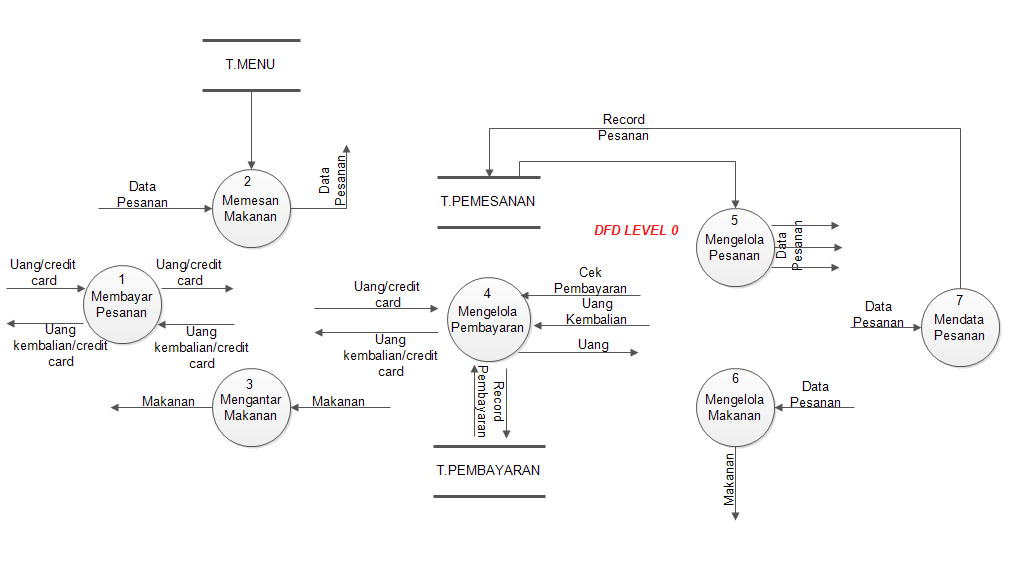 T.MENU
2
Memesan
Makanan
Data
Pesanan
Data
Pesanan
Record
Pesanan
T.PEMESANAN
DFD LEVEL 0
5
Mengelola
Pesanan
Data
Pesanan
1
Membayar
Pesanan
Uang/credit
card
Uang/credit
card
Uang
kembalian/credit
card
Uang
kembalian/credit
card
4
Mengelola
Pembayaran
Uang/credit
card
Uang
kembalian/credit
card
Cek
Pembayaran
Uang
Kembalian
Uang
Pembayaran
Record
T.PEMBAYARAN
7
Mendata
Pesanan
Data
Pesanan
3
Mengantar
Makanan
Makanan
Makanan
6
Mengelola
Makanan
Data
Pesanan
Makanan